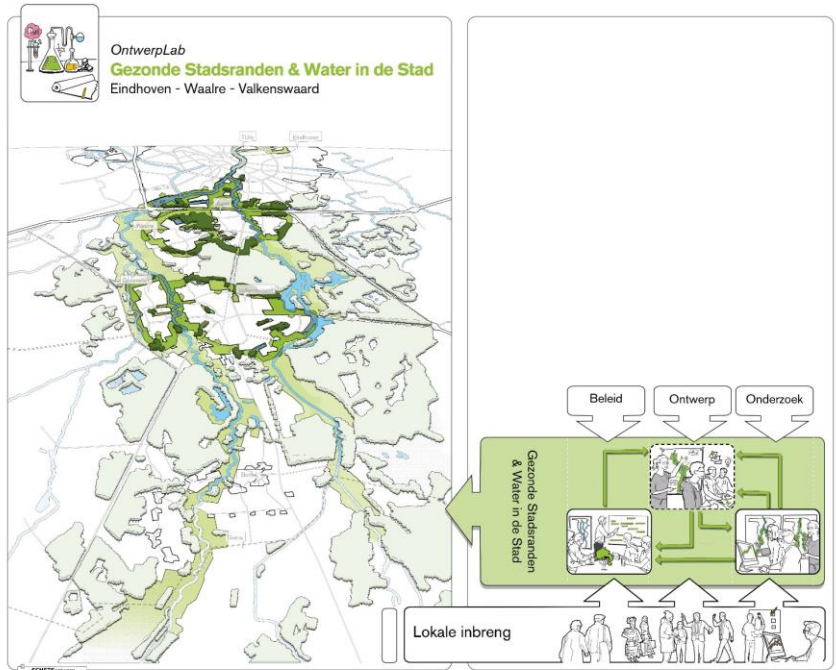 OntwerpLab
Gezonde Stadsranden & Water in de Stad
Eindhoven - Waalre - Valkenswaard
Eindhoven
Beleid
Ontwerp
Onderzoek
Gezonde Stadsranden
& Water in de Stad
Lokale inbreng